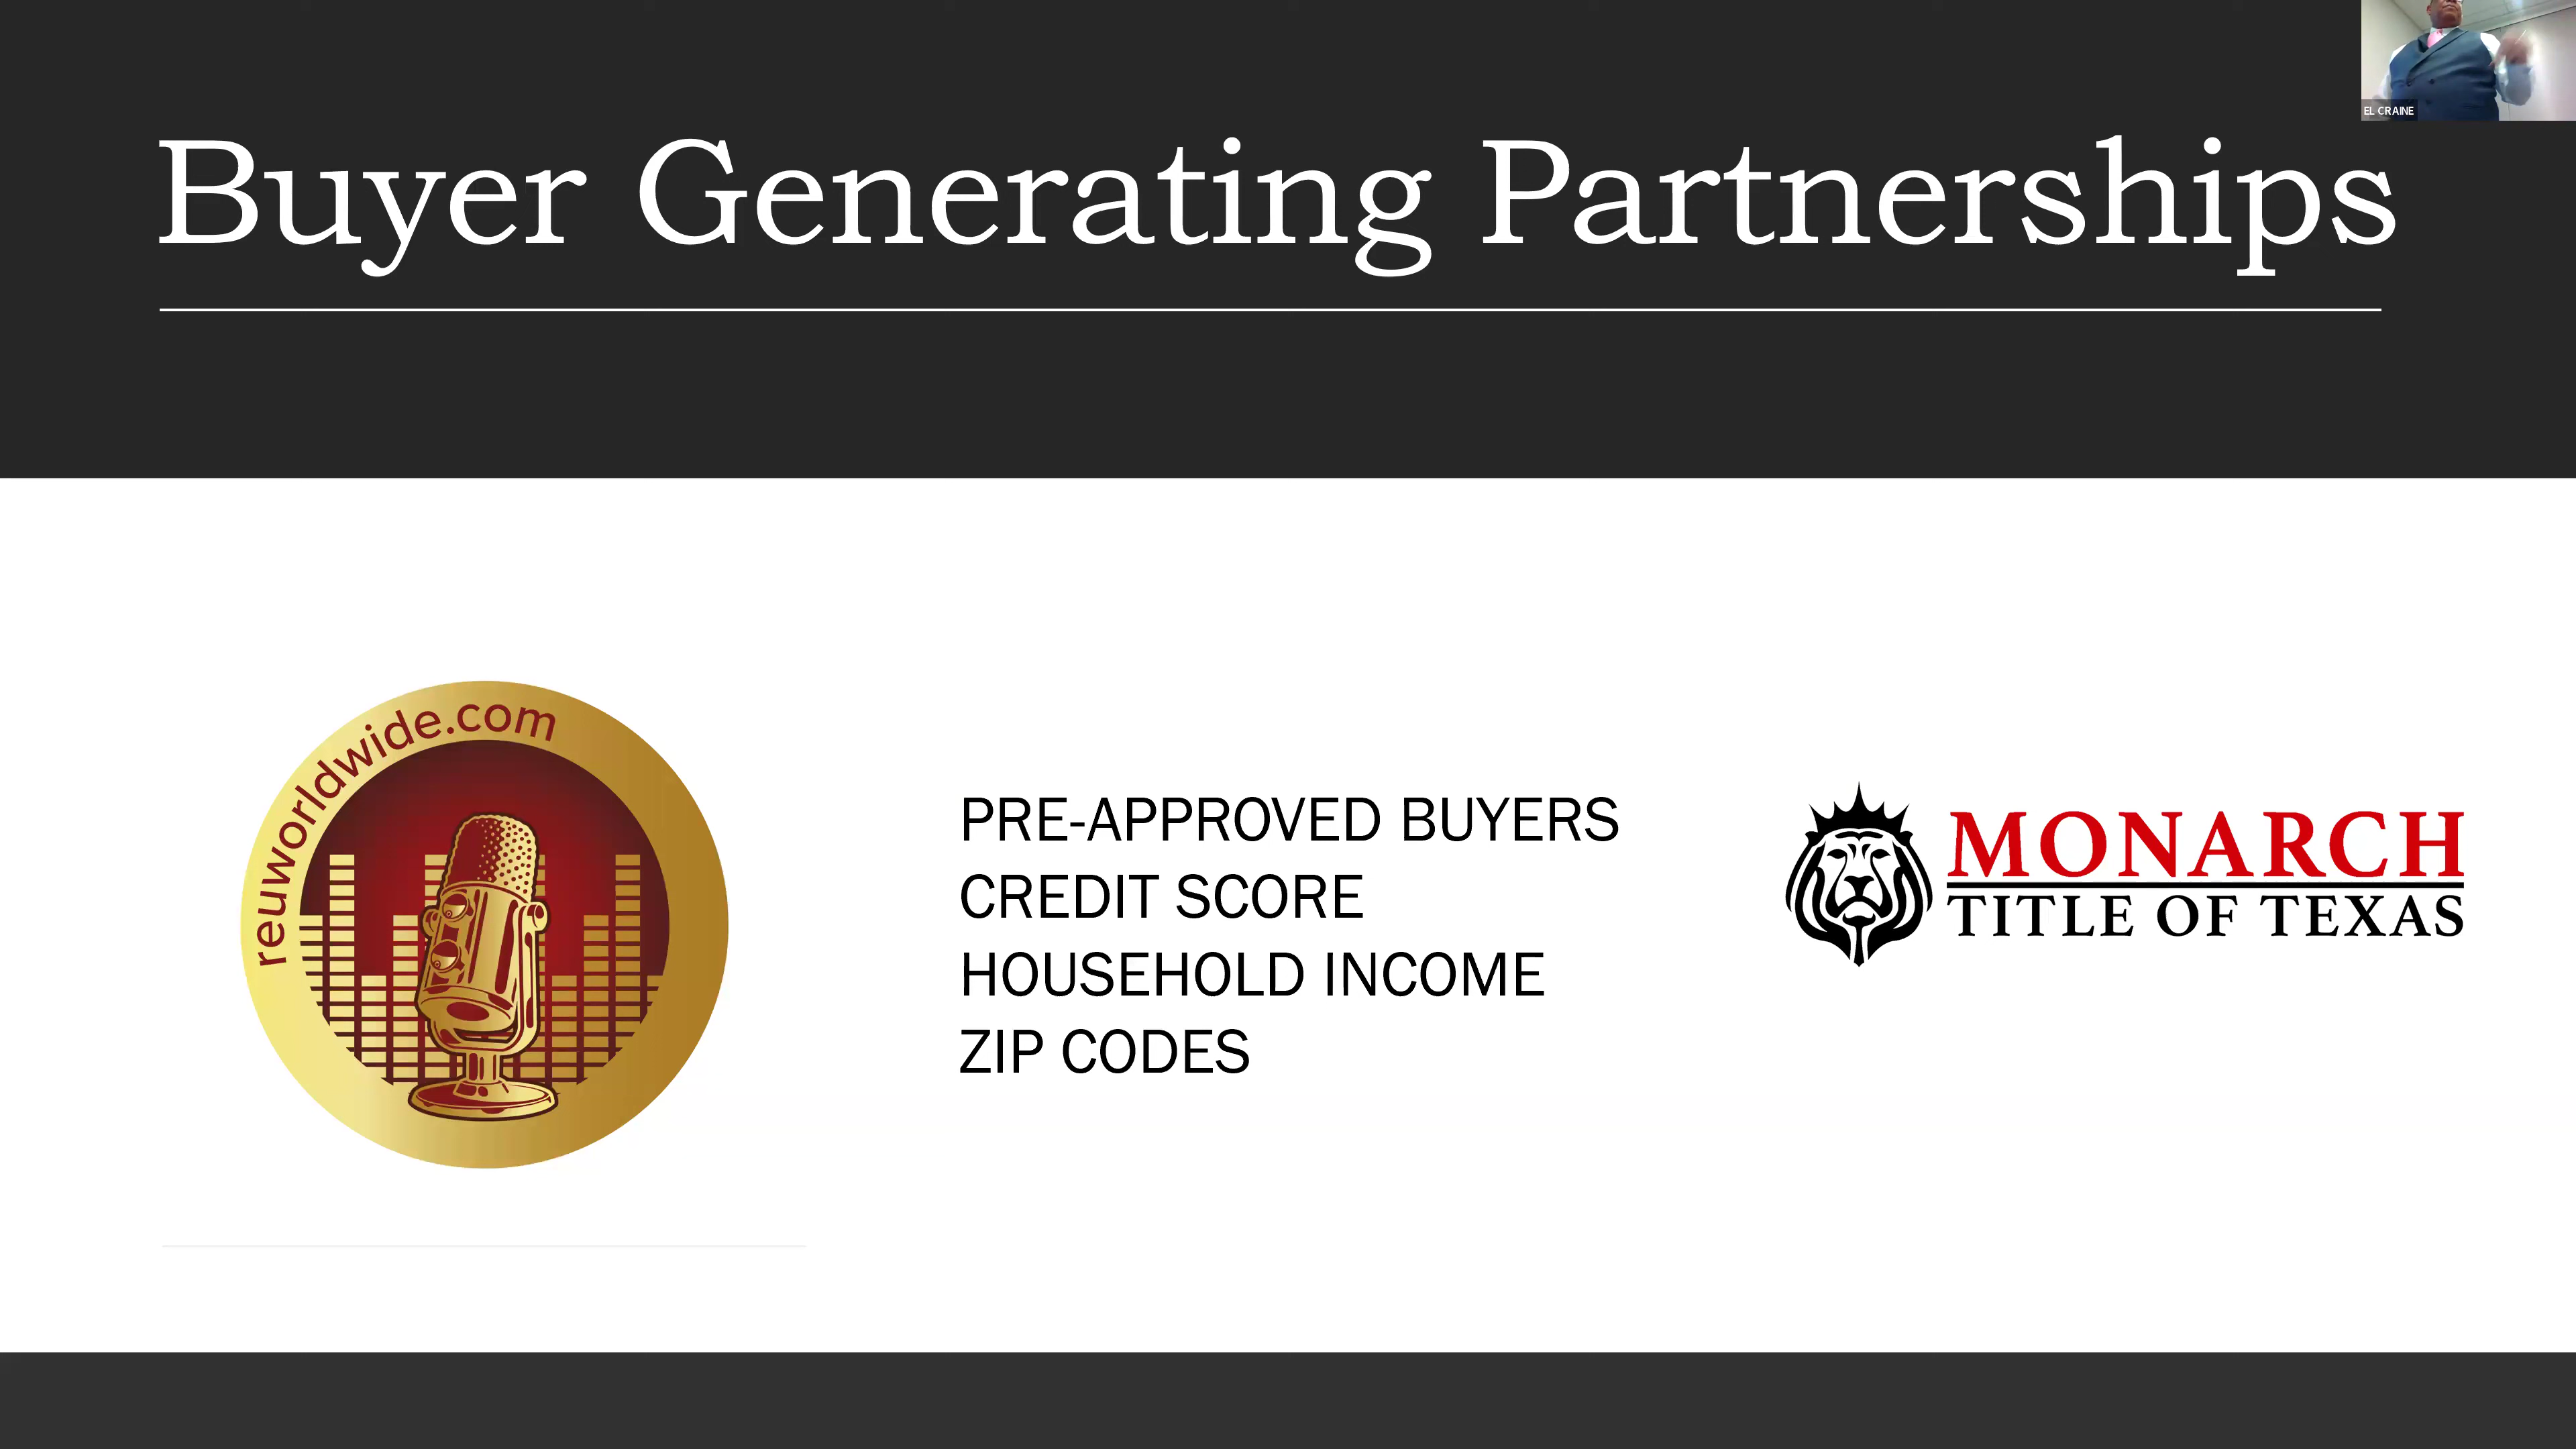 EL CRAINE
Buyer Generating Partnerships
reuworldwide.com
PRE-APPROVED BUYERS
CREDIT SCORE
HOUSEHOLD INCOME
ZIP CODES
MONARCH
TITLE OF TEXAS